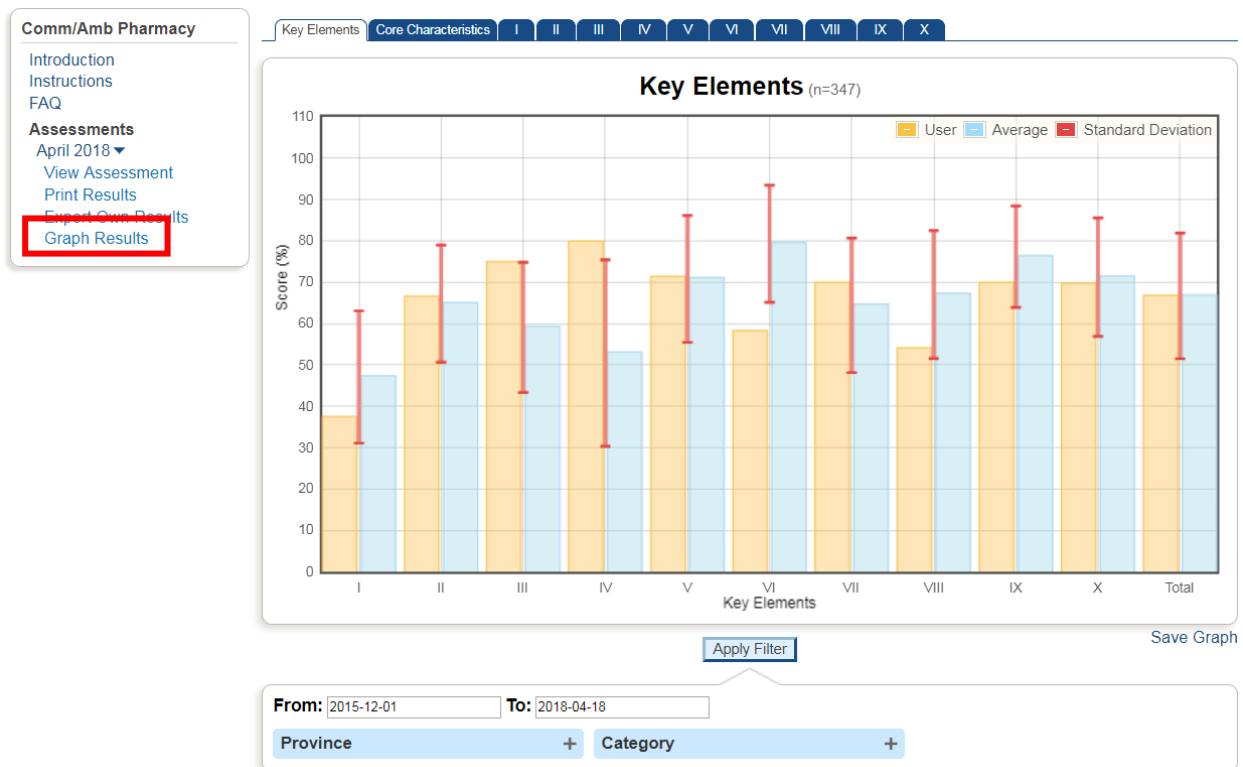 Comm/Amb Pharmacy
Introduction
Instructions
FAQ
Assessments
April 2018
View Assessment
Print Results
Export Own Results
Graph Results
Key Elements Core Characteristics I II III IV V VI VII VIII IX X
Key Elements (n=347)
User Average Standard Deviation
Score (%)
110
100
90
80
70
60
50
40
30
20
10
0
I II III IV V VI VII VIII IX X Total
Key Elements
Save Graph
Apply Filter
From: 2015-12-01 To: 2018-04-18
Province + Category +